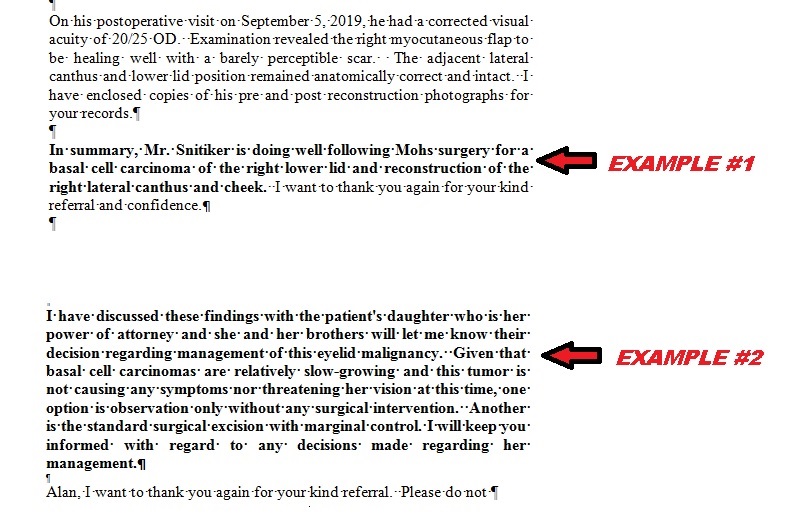 On his postoperative visit on September 5, 2019, he had a corrected visual
acuity of 20/25 OD. Examination revealed the right myocutaneous flap to
be healing well with a barely perceptible scar. The adjacent lateral
canthus and lower lid position remained anatomically correct and intact. I
have enclosed copies of his pre and post reconstruction photographs for
your records.¶
¶
In summary, Mr. Snitiker is doing well following Mohs surgery for a
basal cell carcinoma of the right lower lid and reconstruction of the
right lateral canthus and cheek. I want to thank you again for your kind
referral and confidence.¶
¶
EXAMPLE #1
I have discussed these findings with the patient's daughter who is her
power of attorney and she and her brothers will let me know their
decision regarding management of this eyelid malignancy. Given that
basal cell carcinomas are relatively slow-growing and this tumor is
not causing any symptoms nor threatening her vision at this time, one
option is observation only without any surgical intervention. Another
is the standard surgical excision with marginal control. I will keep you
informed with regard to any decisions made regarding her
management.¶
¶
Alan, I want to thank you again for your kind referral. Please do not ¶
EXAMPLE #2